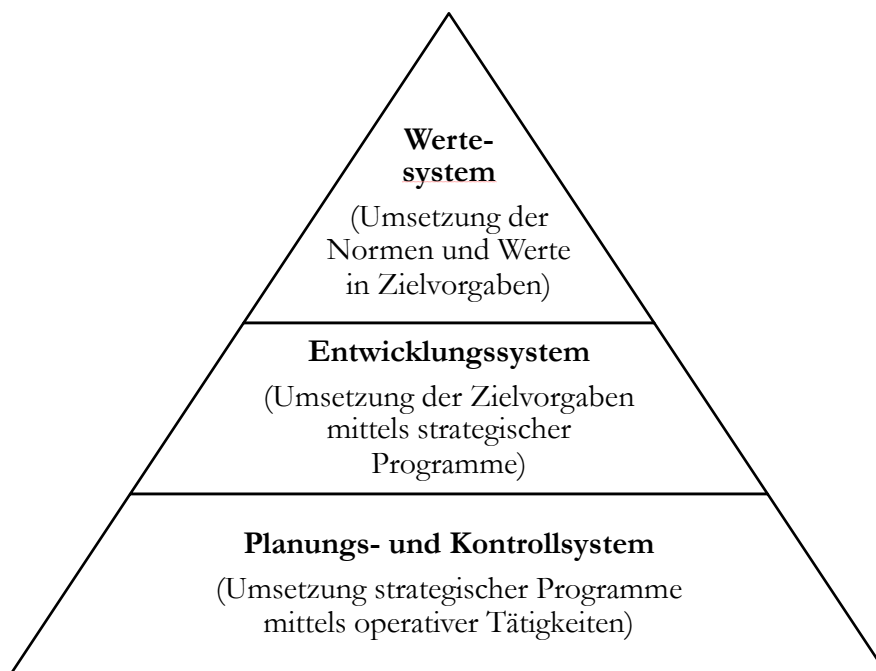 Werte-
system
(Umsetzung der
Normen und Werte
in Zielvorgaben)
Entwicklungssystem
(Umsetzung der Zielvorgaben
mittels strategischer
Programme)
Planungs- und Kontrollsystem
(Umsetzung strategischer Programme
mittels operativer Tätigkeiten)